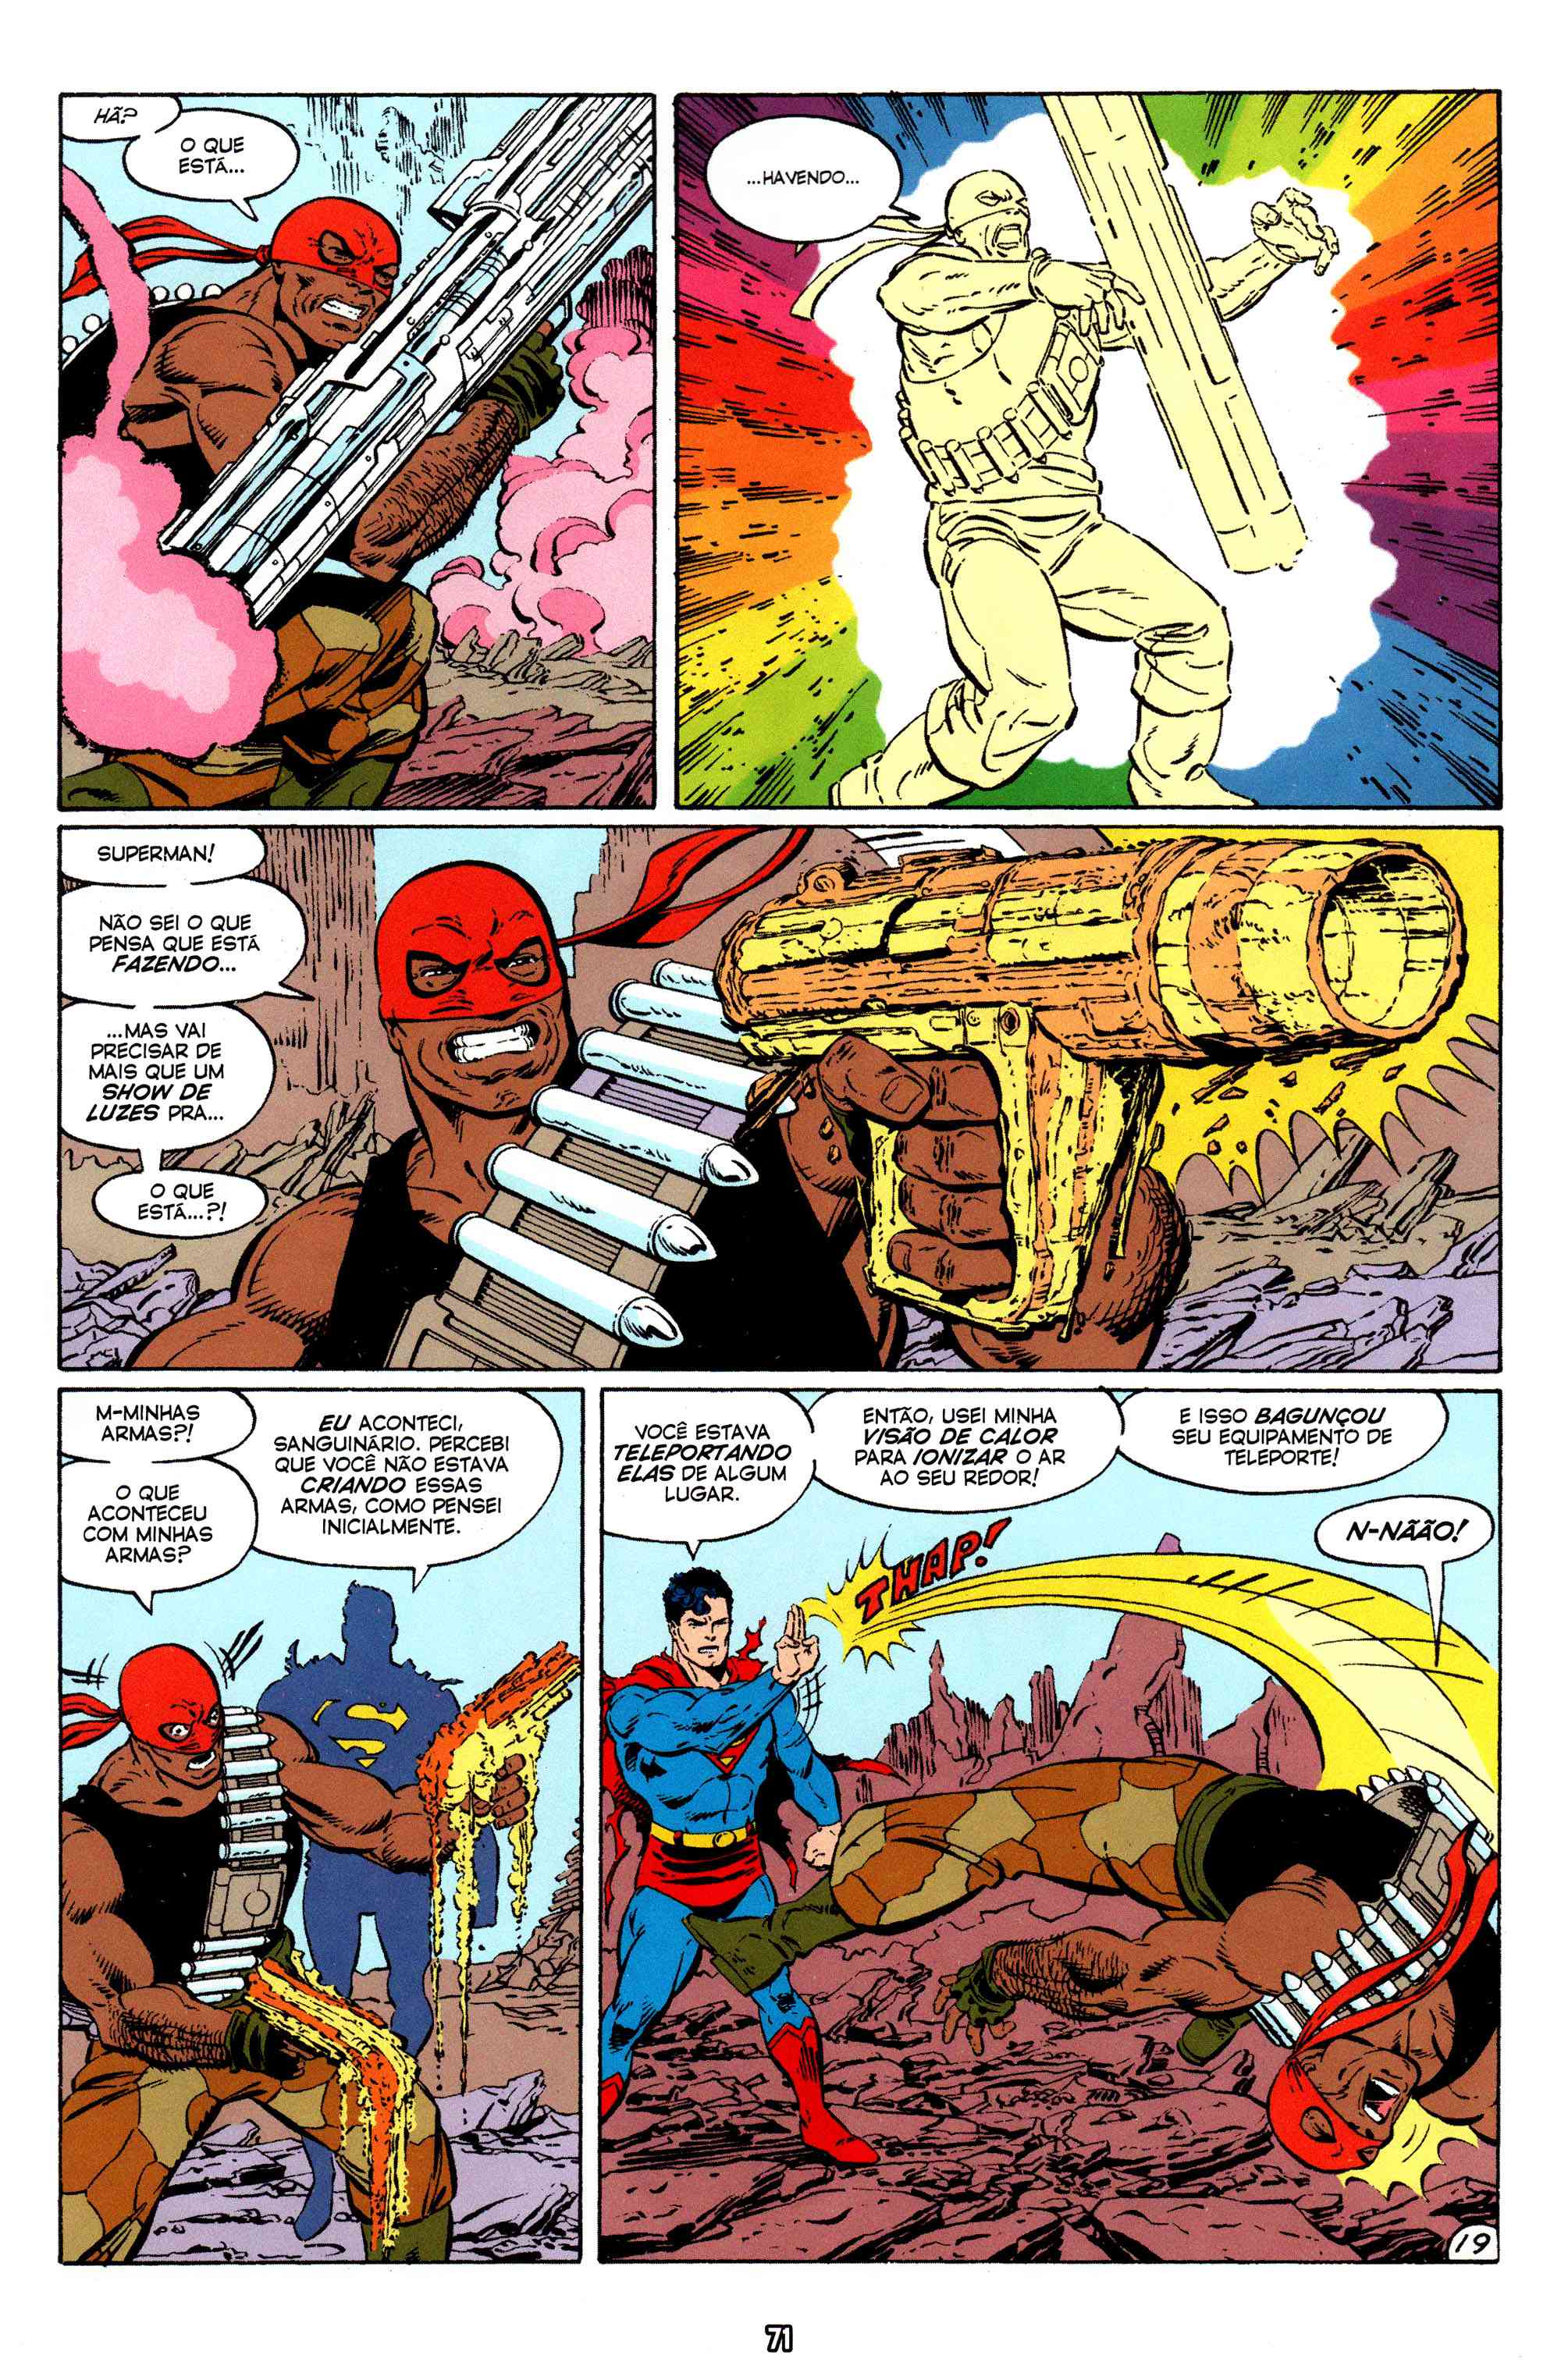 HÃ?
O QUE
ESTÁ...
...HAVENDO...
SUPERMAN!
NÃO SEI O QUE
PENSA QUE ESTÁ
FAZENDO...
...MAS VAI
PRECISAR DE
MAIS QUE UM
SHOW DE
LUZES PRA...
O QUE
ESTÁ...?!
M-MINHAS
ARMAS?!
O QUE
ACONTECEU
COM MINHAS
ARMAS?
EU ACONTECI,
SANGUINÁRIO. PERCEBI
QUE VOCÊ NÃO ESTAVA
CRIANDO ESSAS
ARMAS, COMO PENSEI
INICIALMENTE.
VOCÊ ESTAVA
TELEPORTANDO
ELAS DE ALGUM
LUGAR.
ENTÃO, USEI MINHA
VISÃO DE CALOR
PARA IONIZAR O AR
AO SEU REDOR!
E ISSO BAGUNÇOU
SEU EQUIPAMENTO DE
TELEPORTE!
THAP!
N-NÃÃO!
19
71